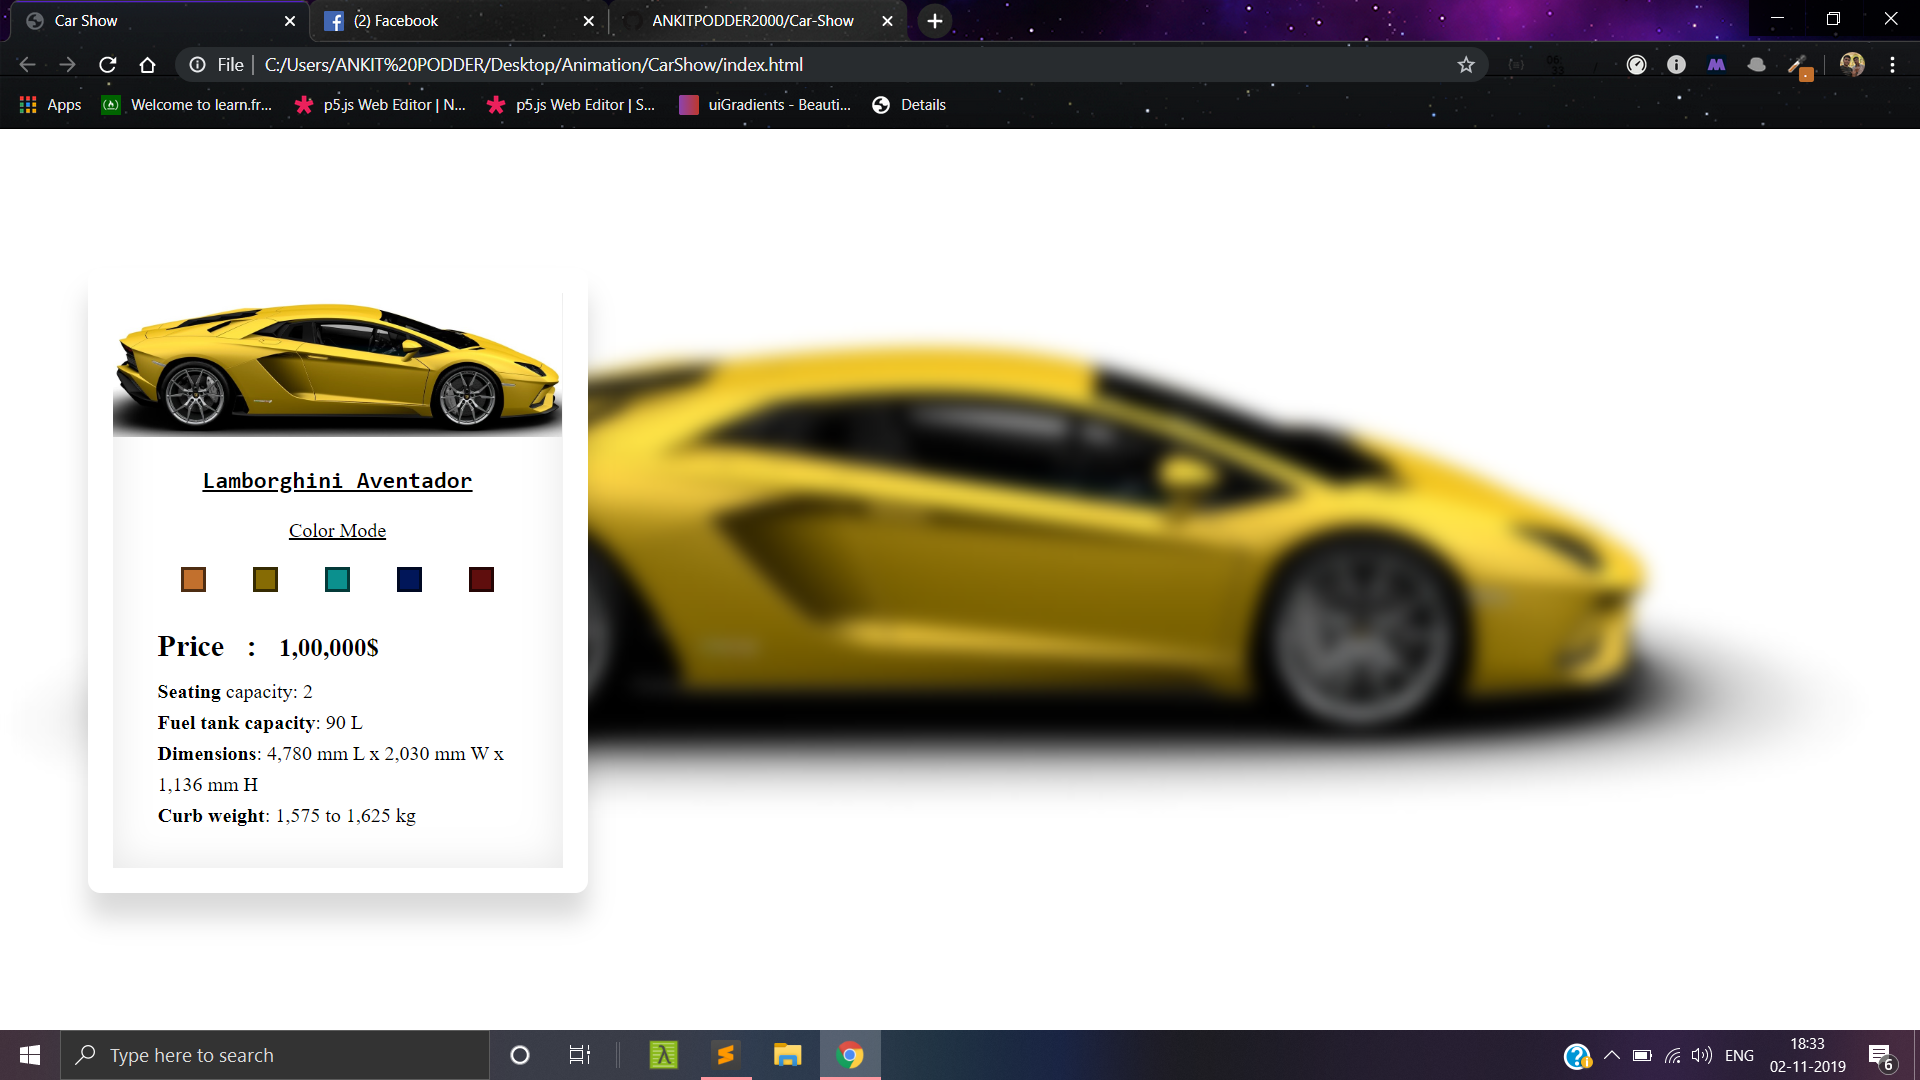 Car Show
(2) Facebook
ANKITPODDER2000/Car-Show
File
C:/Users/ANKIT%20PODDER/Desktop/Animation/CarShow/index.html
Apps
Welcome to learn.fr...
p5.js Web Editor | N...
p5.js Web Editor | S...
uiGradients - Beauti...
Details
Lamborghini Aventador
Color Mode
Price : 1,00,000$
Seating capacity: 2
Fuel tank capacity: 90 L
Dimensions: 4,780 mm L x 2,030 mm W x
1,136 mm H
Curb weight: 1,575 to 1,625 kg
Type here to search
ENG
18:33
02-11-2019
6